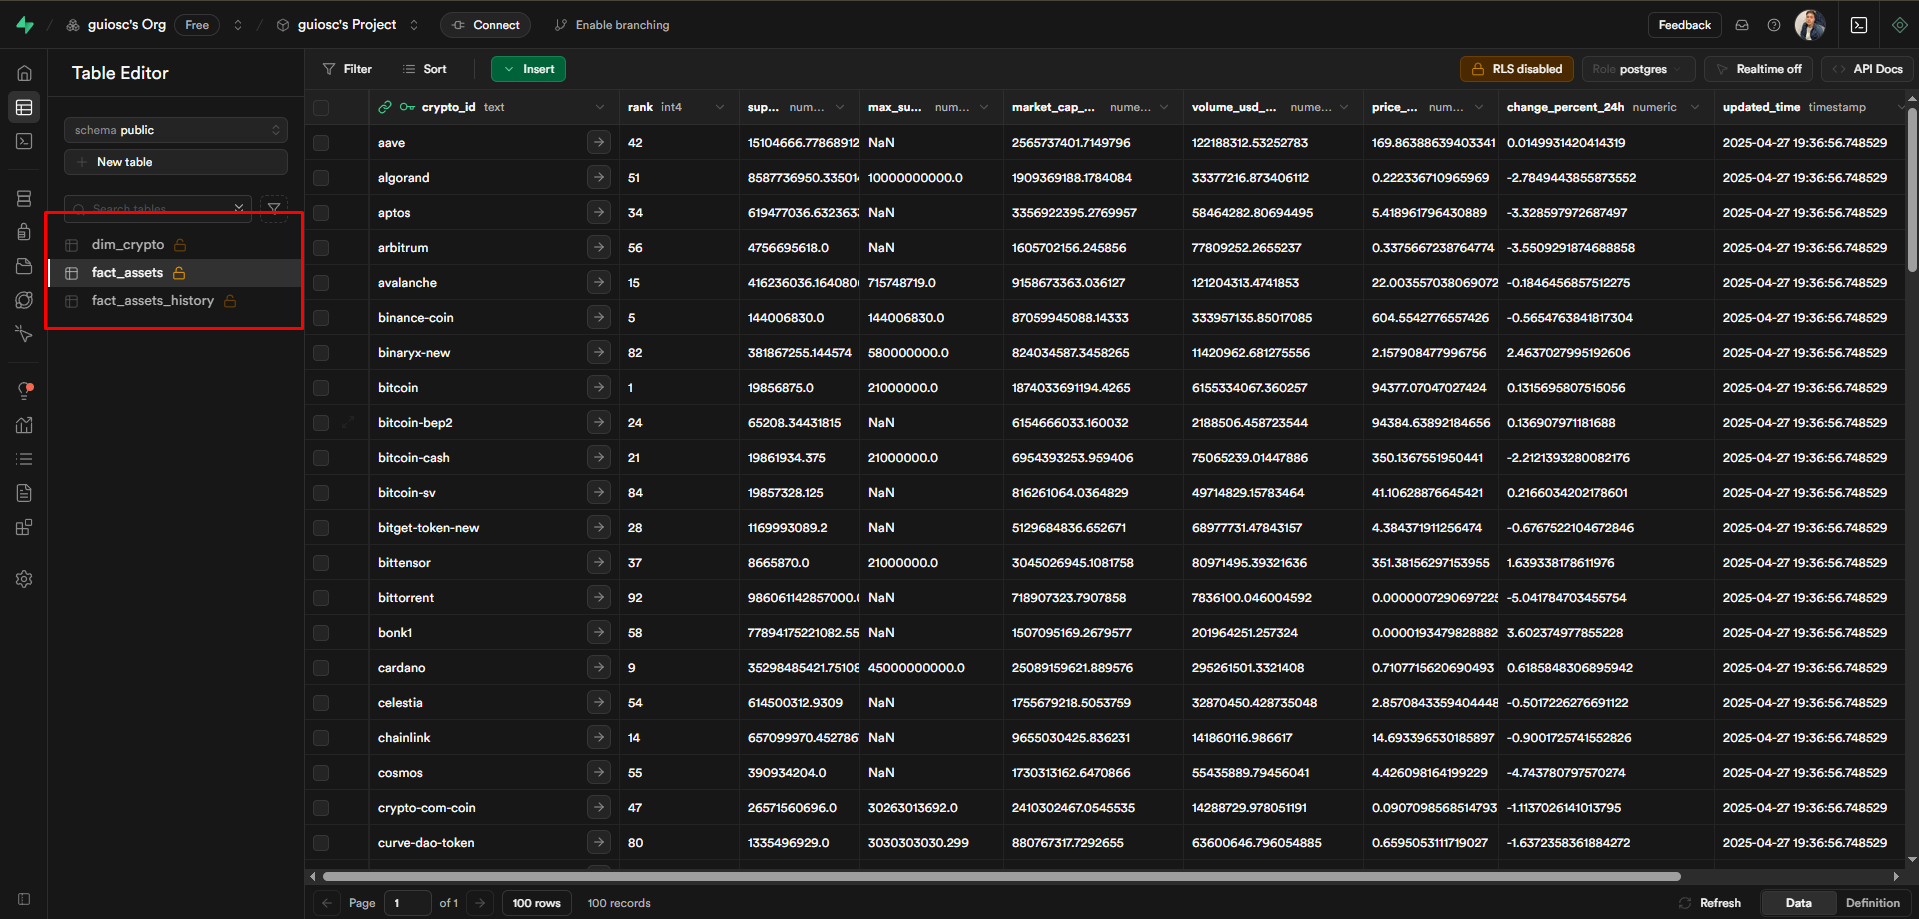 guiosc's Org Free guiosc's Project Connect Enable branching Feedback
Table Editor
Filter Sort Insert RLS disabled Role postgres Realtime off API Docs
schema public
New table
Search tables
dim_crypto
fact_assets
fact_assets_history
crypto_id text rank int4 sup... num... max_su... num... market_cap_... nume... volume_usd_... nume... price_... num... change_percent_24h numeric updated_time timestamp
aave 42 15104666.77868912 NaN 2565737401.7149796 122188312.53252783 169.86388639403341 0.0149931420414319 2025-04-27 19:36:56.748529
algorand 51 8587736950.335014 10000000000.0 1909369188.1784084 33377216.873406112 0.222336710965969 -2.7849443855873552 2025-04-27 19:36:56.748529
aptos 34 619477036.6323637 NaN 3356922395.2769957 58464282.80694495 5.418961796430889 -3.328597972687497 2025-04-27 19:36:56.748529
arbitrum 56 4756695618.0 NaN 1605702156.245856 77809252.2655237 0.3375667238764774 -3.5509291874688858 2025-04-27 19:36:56.748529
avalanche 15 416236036.1640806 715748719.0 9158673363.036127 121204313.4741853 22.003557038069072 -0.1846456857512275 2025-04-27 19:36:56.748529
binance-coin 5 144006830.0 144006830.0 87059945088.14333 333957135.85017085 604.5542776557426 -0.5654763841817304 2025-04-27 19:36:56.748529
binaryx-new 82 381867255.144574 580000000.0 824034587.3458265 11420962.681275556 2.157908477996756 2.4637027995192606 2025-04-27 19:36:56.748529
bitcoin 1 19856875.0 21000000.0 1874033691194.4265 6155334067.360257 94377.07047027424 0.1315695807515056 2025-04-27 19:36:56.748529
bitcoin-bep2 24 65208.34431815 NaN 6154666033.160032 2188506.458723544 94384.63892184656 0.136907971181688 2025-04-27 19:36:56.748529
bitcoin-cash 21 19861934.375 21000000.0 6954393253.959406 75065239.01447886 350.1367551950441 -2.2121393280082176 2025-04-27 19:36:56.748529
bitcoin-sv 84 19857328.125 NaN 816261064.0364829 49714829.15783464 41.10628876645421 0.2166034202178601 2025-04-27 19:36:56.748529
bitget-token-new 28 1169993089.2 NaN 5129684836.652671 68977731.47843157 4.384371911256474 -0.6767522104672846 2025-04-27 19:36:56.748529
bittensor 37 8665870.0 21000000.0 3045026945.1081758 80971495.39321636 351.38156297153955 1.639338178611976 2025-04-27 19:36:56.748529
bittorrent 92 986061142857000.0 NaN 718907323.7907858 7836100.046004592 0.0000007290697225 -5.041784703455754 2025-04-27 19:36:56.748529
bonk1 58 77894175221082.55 NaN 1507095169.2679577 201964251.257324 0.0000193479828882 3.602374977855228 2025-04-27 19:36:56.748529
cardano 9 35298485421.75108 45000000000.0 25089159621.889576 295261501.3321408 0.7107715620690493 0.6185848306895942 2025-04-27 19:36:56.748529
celestia 54 614500312.9309 NaN 1755679218.5053759 32870450.428735048 2.8570843359404448 -0.5017226276691122 2025-04-27 19:36:56.748529
chainlink 14 657099970.4527867 NaN 9655030425.836231 141860116.986617 14.693396530185897 -0.9001725741552826 2025-04-27 19:36:56.748529
cosmos 55 390934204.0 NaN 1730313162.6470866 55435889.79456041 4.426098164199229 -4.743780797570274 2025-04-27 19:36:56.748529
crypto-com-coin 47 26571560696.0 30263013692.0 2410302467.0545535 14288729.978051191 0.0907098568514793 -1.1137026141013795 2025-04-27 19:36:56.748529
curve-dao-token 80 1335496929.0 3030303030.299 880767317.7292655 63600646.796054885 0.6595053111719027 -1.6372358361884272 2025-04-27 19:36:56.748529
Page 1 of 1 100 rows 100 records Refresh Data Definition